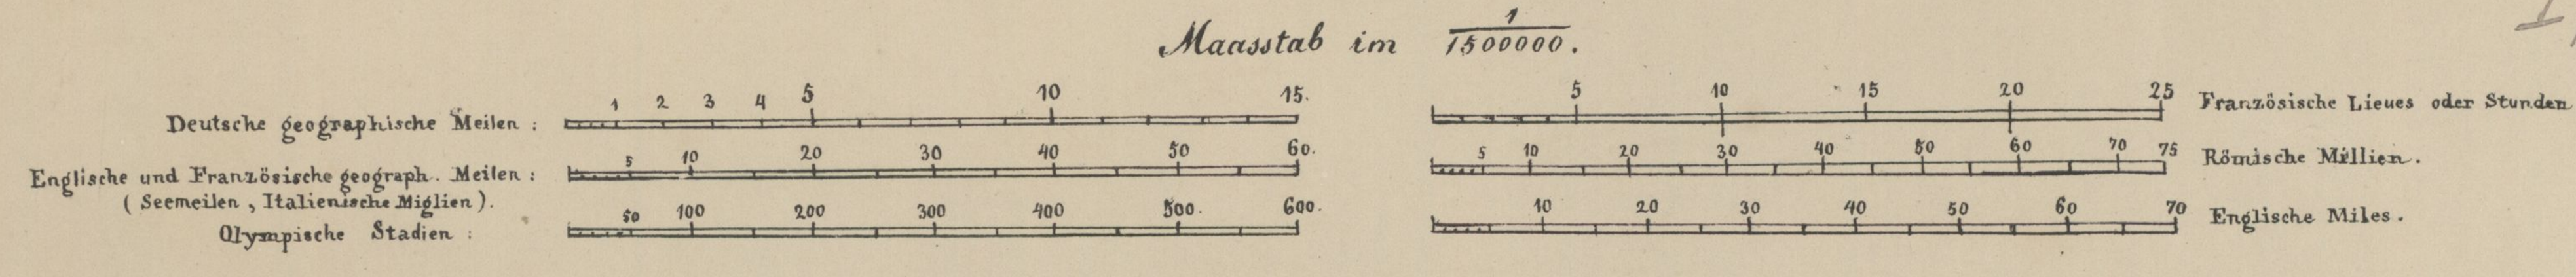 Maasstab im 1/1500000.
Deutsche geographische Meilen : 1 2 3 4 5 10 15.
Englische und Französische geograph. Meilen : 5 10 20 30 40 50 60.
( Seemeilen , Italienische Miglien ).
Olympische Stadien : 50 100 200 300 400 500. 600.
5 10 15 20 25 Französische Lieues oder Stunden
5 10 20 30 40 50 60 70 75 Römische Millien .
10 20 30 40 50 60 70 Englische Miles .